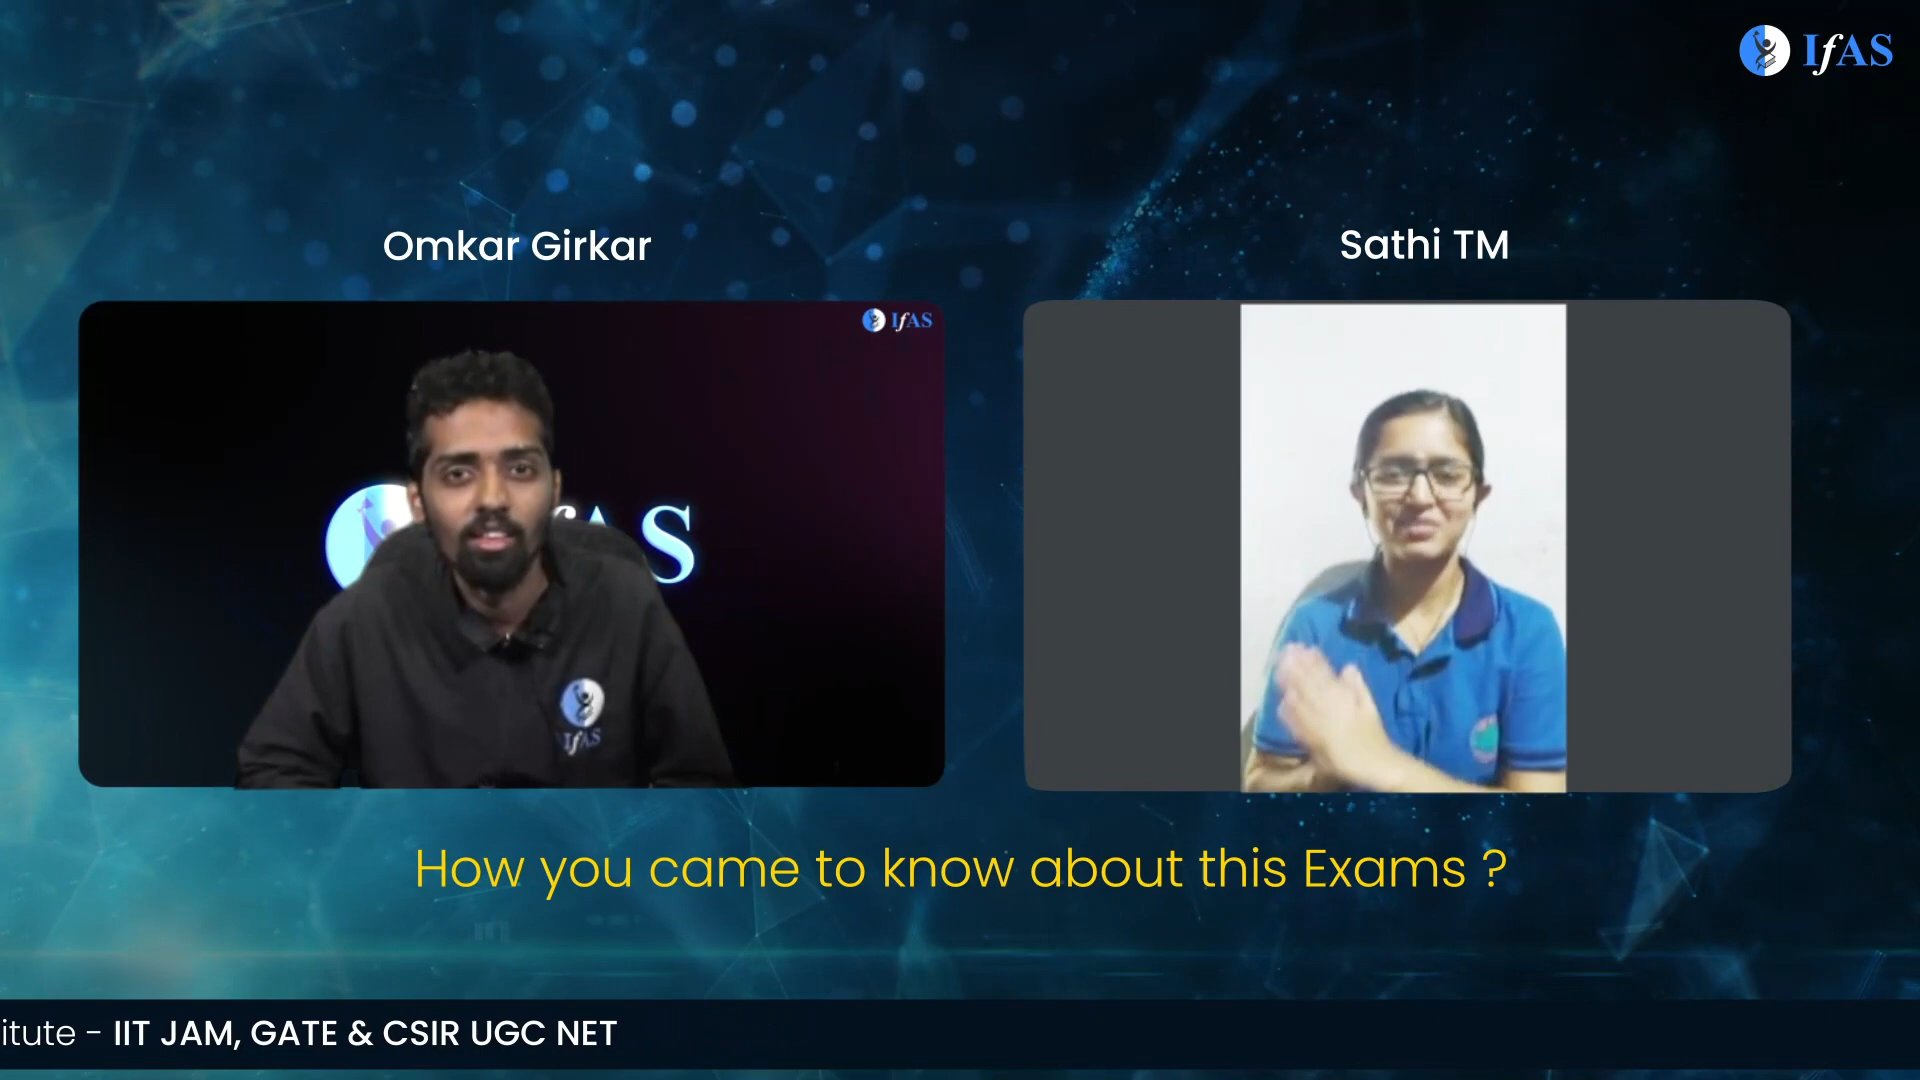 IfAS
Omkar Girkar
Sathi TM
IfAS
IfAS
How you came to know about this Exams ?
itute - IIT JAM, GATE & CSIR UGC NET